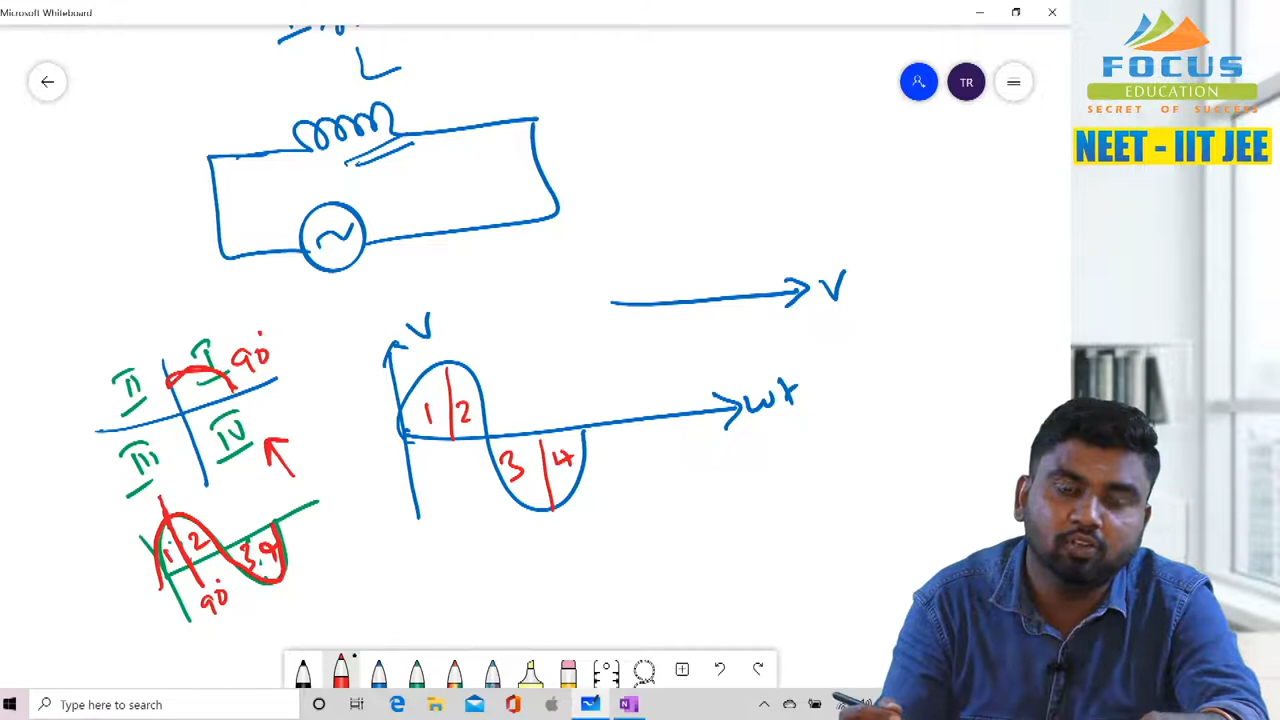 Microsoft Whiteboard
TR
FOCUS
EDUCATION
SECRET OF SUCCESS
NEET - IIT JEE
L
~
V
V
ωt
1 2
3 4
II I 90°
III IV
1 2 3 4
90°
Type here to search